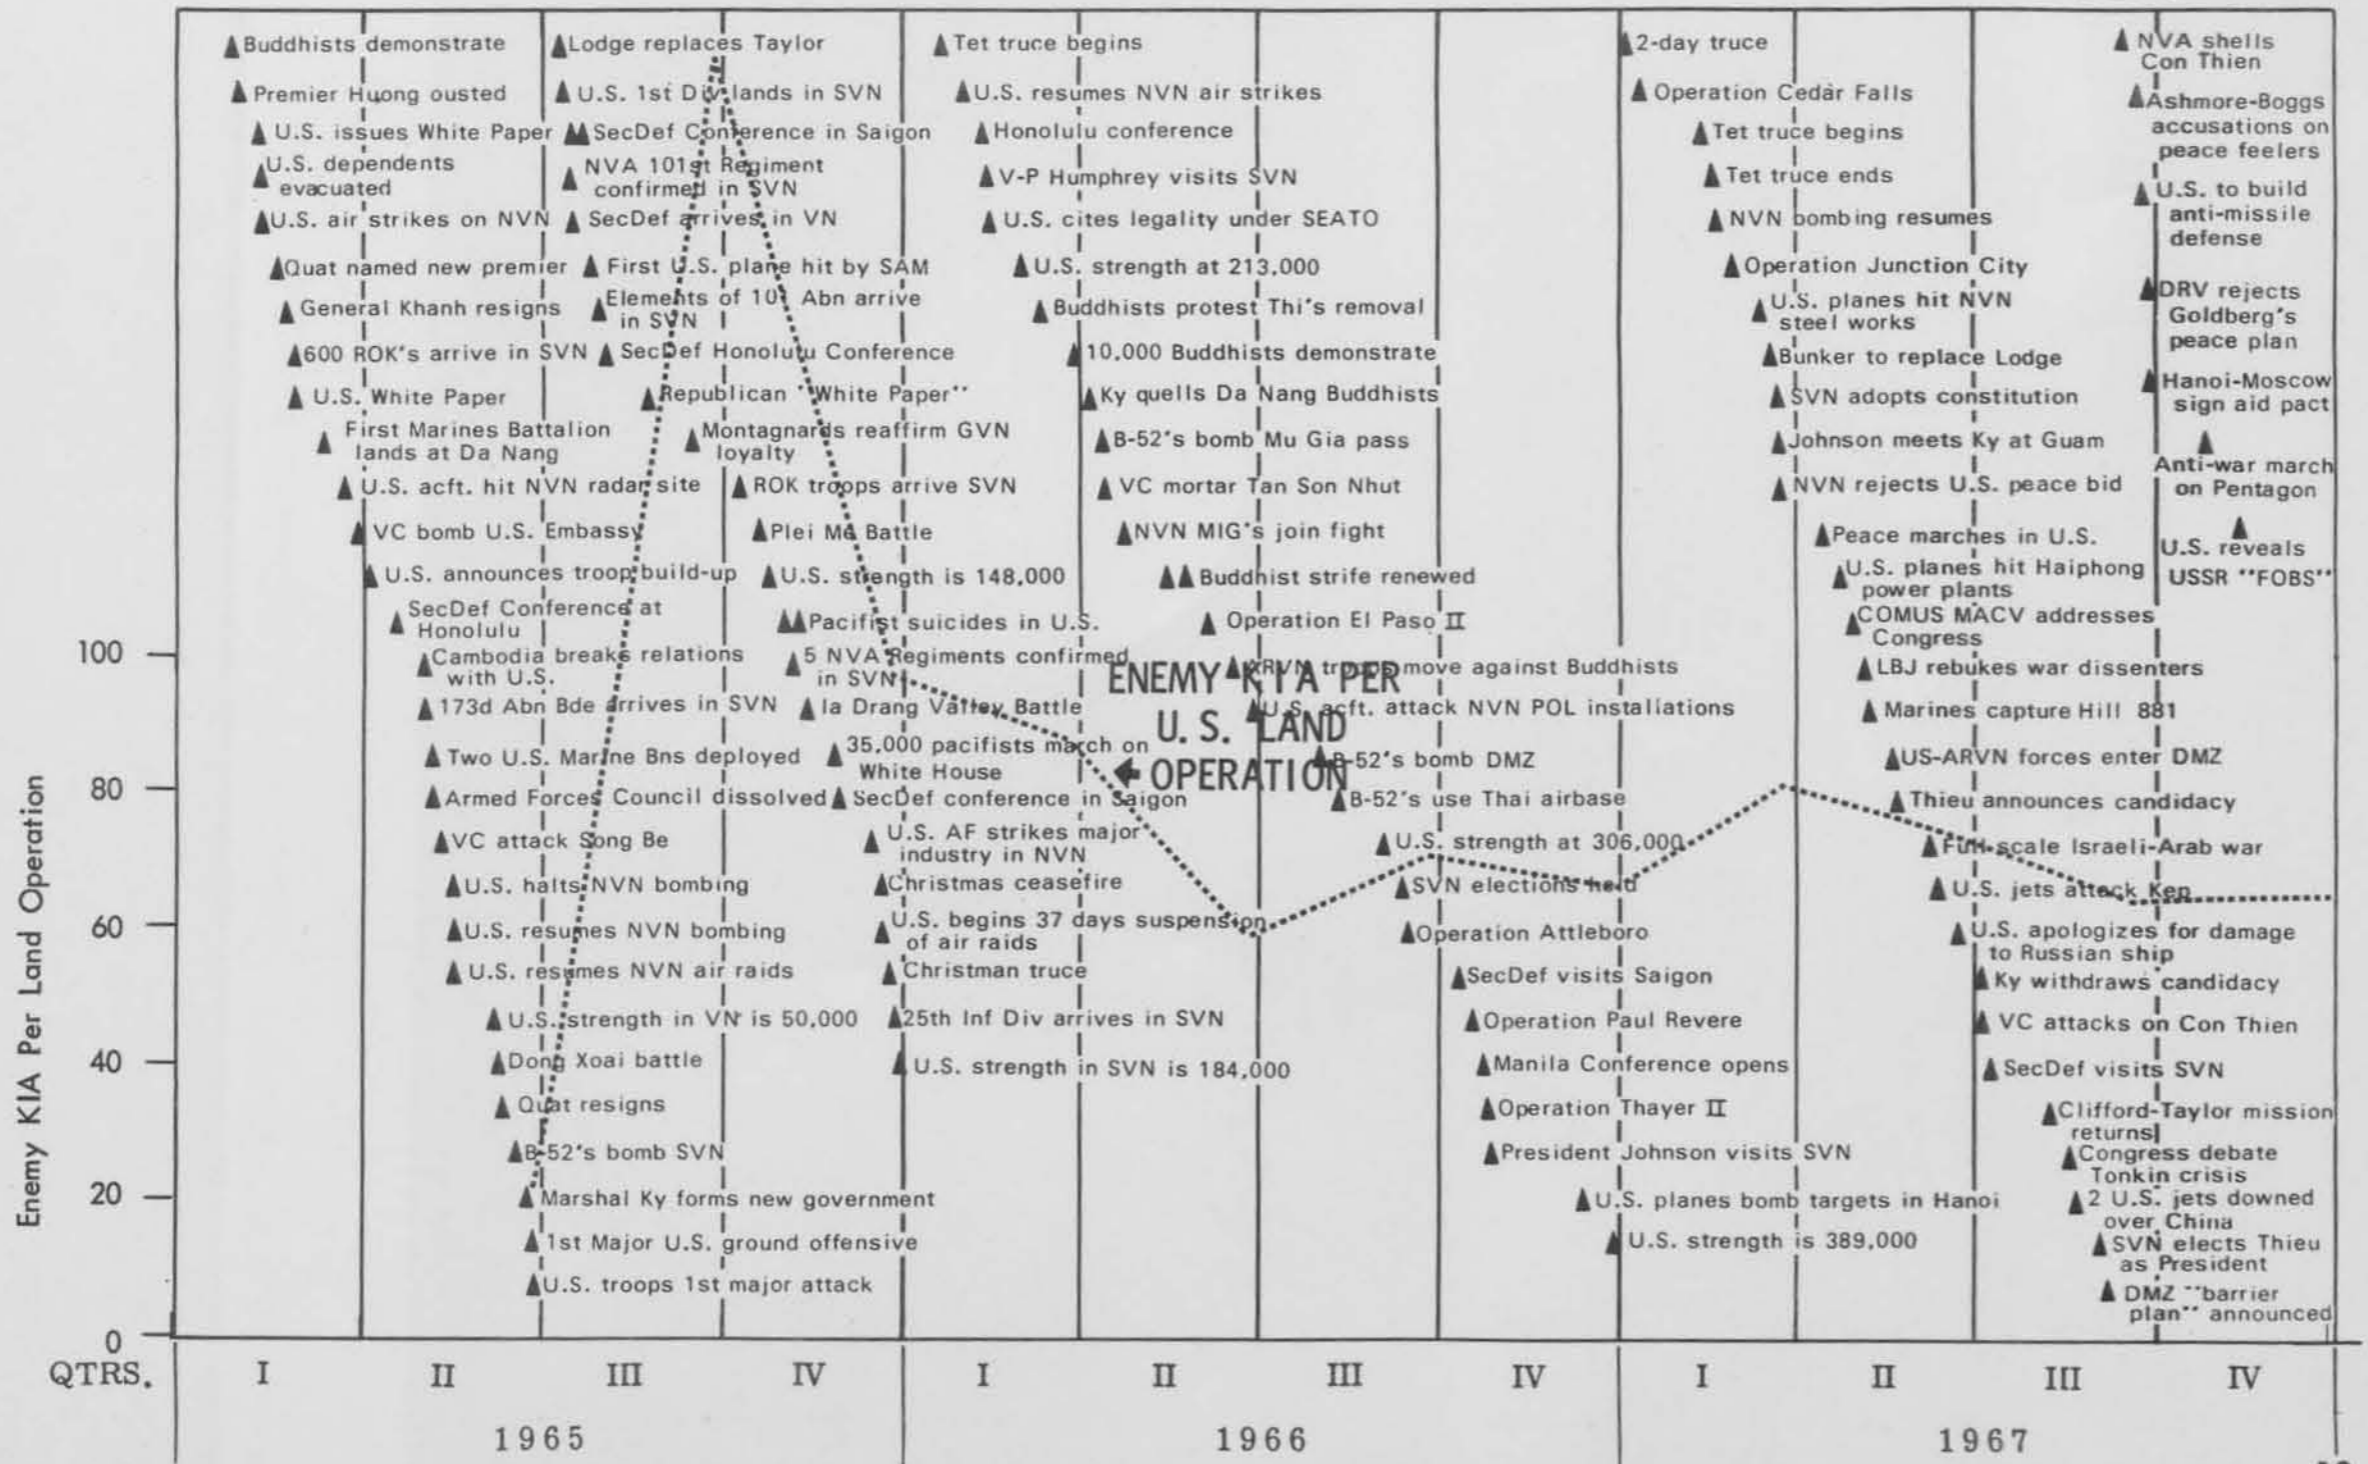 Buddhists demonstrate
Premier Huong ousted
U.S. issues White Paper
U.S. dependents
evacuated
U.S. air strikes on NVN
Quat named new premier
General Khanh resigns
600 ROK's arrive in SVN
U.S. White Paper
First Marines Battalion
lands at Da Nang
U.S. acft. hit NVN radar site
VC bomb U.S. Embassy
U.S. announces troop build-up
SecDef Conference at
Honolulu
Cambodia breaks relations
with U.S.
173d Abn Bde arrives in SVN
Two U.S. Marine Bns deployed
Armed Forces Council dissolved
VC attack Song Be
U.S. halts NVN bombing
U.S. resumes NVN bombing
U.S. resumes NVN air raids
U.S. strength in VN is 50,000
Dong Xoai battle
Quat resigns
B-52's bomb SVN
Marshal Ky forms new government
1st Major U.S. ground offensive
U.S. troops 1st major attack
Lodge replaces Taylor
U.S. 1st Div lands in SVN
SecDef Conference in Saigon
NVA 101st Regiment
confirmed in SVN
SecDef arrives in VN
First U.S. plane hit by SAM
Elements of 101 Abn arrive
in SVN
SecDef Honolulu Conference
Republican "White Paper"
Montagnards reaffirm GVN
loyalty
ROK troops arrive SVN
Plei Me Battle
U.S. strength is 148,000
Pacifist suicides in U.S.
5 NVA Regiments confirmed
in SVN
Ia Drang Valley Battle
35,000 pacifists march on
White House
SecDef conference in Saigon
U.S. AF strikes major
industry in NVN
Christmas ceasefire
U.S. begins 37 days suspension
of air raids
Christman truce
25th Inf Div arrives in SVN
U.S. strength in SVN is 184,000
Tet truce begins
U.S. resumes NVN air strikes
Honolulu conference
V-P Humphrey visits SVN
U.S. cites legality under SEATO
U.S. strength at 213,000
Buddhists protest Thi's removal
10,000 Buddhists demonstrate
Ky quells Da Nang Buddhists
B-52's bomb Mu Gia pass
VC mortar Tan Son Nhut
NVN MIG's join fight
Buddhist strife renewed
Operation El Paso II
ARVN troops move against Buddhists
U.S. acft. attack NVN POL installations
B-52's bomb DMZ
B-52's use Thai airbase
U.S. strength at 306,000
SVN elections held
Operation Attleboro
SecDef visits Saigon
Operation Paul Revere
Manila Conference opens
Operation Thayer II
President Johnson visits SVN
U.S. planes bomb targets in Hanoi
U.S. strength is 389,000
ENEMY KIA PER
U.S. LAND
OPERATION
2-day truce
Operation Cedar Falls
Tet truce begins
Tet truce ends
NVN bombing resumes
Operation Junction City
U.S. planes hit NVN
steel works
Bunker to replace Lodge
SVN adopts constitution
Johnson meets Ky at Guam
NVN rejects U.S. peace bid
Peace marches in U.S.
U.S. planes hit Haiphong
power plants
COMUS MACV addresses
Congress
LBJ rebukes war dissenters
Marines capture Hill 881
US-ARVN forces enter DMZ
Thieu announces candidacy
Full-scale Israeli-Arab war
U.S. jets attack Kep
U.S. apologizes for damage
to Russian ship
Ky withdraws candidacy
VC attacks on Con Thien
SecDef visits SVN
Clifford-Taylor mission
returns
Congress debate
Tonkin crisis
2 U.S. jets downed
over China
SVN elects Thieu
as President
DMZ "barrier
plan" announced
NVA shells
Con Thien
Ashmore-Boggs
accusations on
peace feelers
U.S. to build
anti-missile
defense
DRV rejects
Goldberg's
peace plan
Hanoi-Moscow
sign aid pact
Anti-war march
on Pentagon
U.S. reveals
USSR "FOBS"
Enemy KIA Per Land Operation
100
80
60
40
20
0
QTRS. I II III IV I II III IV I II III IV
1965 1966 1967